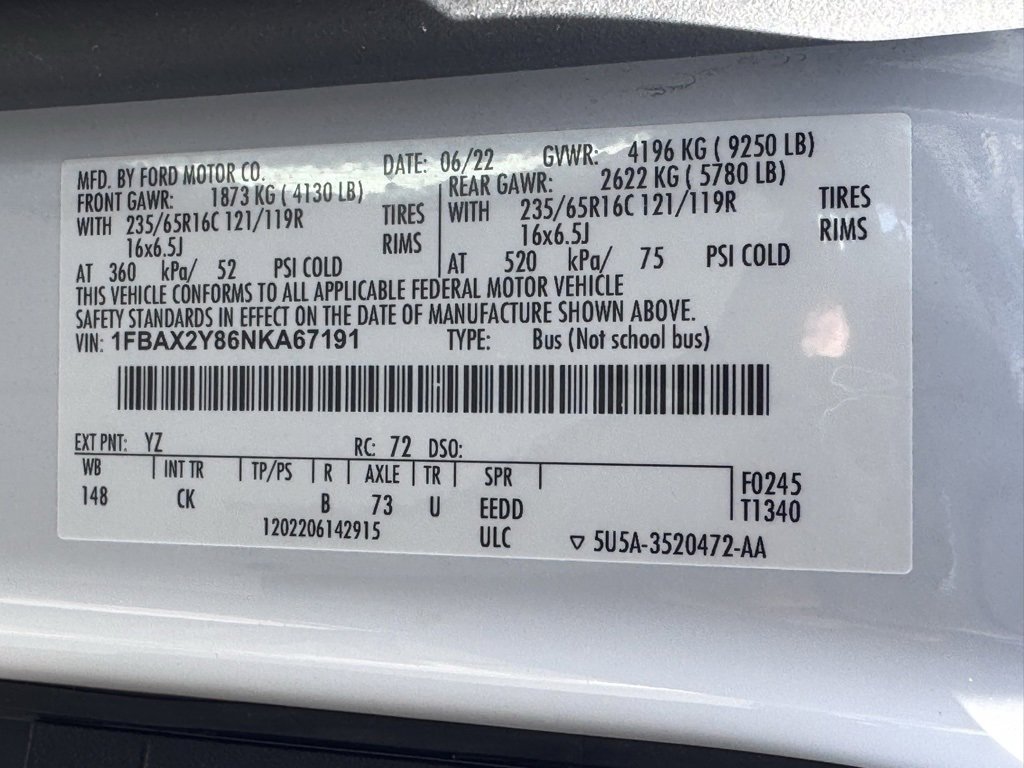 MFD. BY FORD MOTOR CO. DATE: 06/22 GVWR: 4196 KG ( 9250 LB)
FRONT GAWR: 1873 KG ( 4130 LB) REAR GAWR: 2622 KG ( 5780 LB)
WITH 235/65R16C 121/119R TIRES WITH 235/65R16C 121/119R TIRES
16x6.5J RIMS 16x6.5J RIMS
AT 360 kPa/ 52 PSI COLD AT 520 kPa/ 75 PSI COLD
THIS VEHICLE CONFORMS TO ALL APPLICABLE FEDERAL MOTOR VEHICLE
SAFETY STANDARDS IN EFFECT ON THE DATE OF MANUFACTURE SHOWN ABOVE.
VIN: 1FBAX2Y86NKA67191 TYPE: Bus (Not school bus)
EXT PNT: YZ RC: 72 DSO:
WB INT TR TP/PS R AXLE TR SPR F0245
148 CK B 73 U EEDD T1340
1202206142915 ULC ▽ 5U5A-3520472-AA